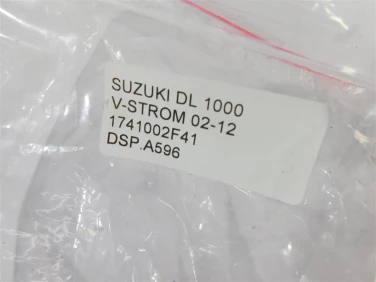 SUZUKI DL 1000
V-STROM 02-12
1741002F41
DSP.A596